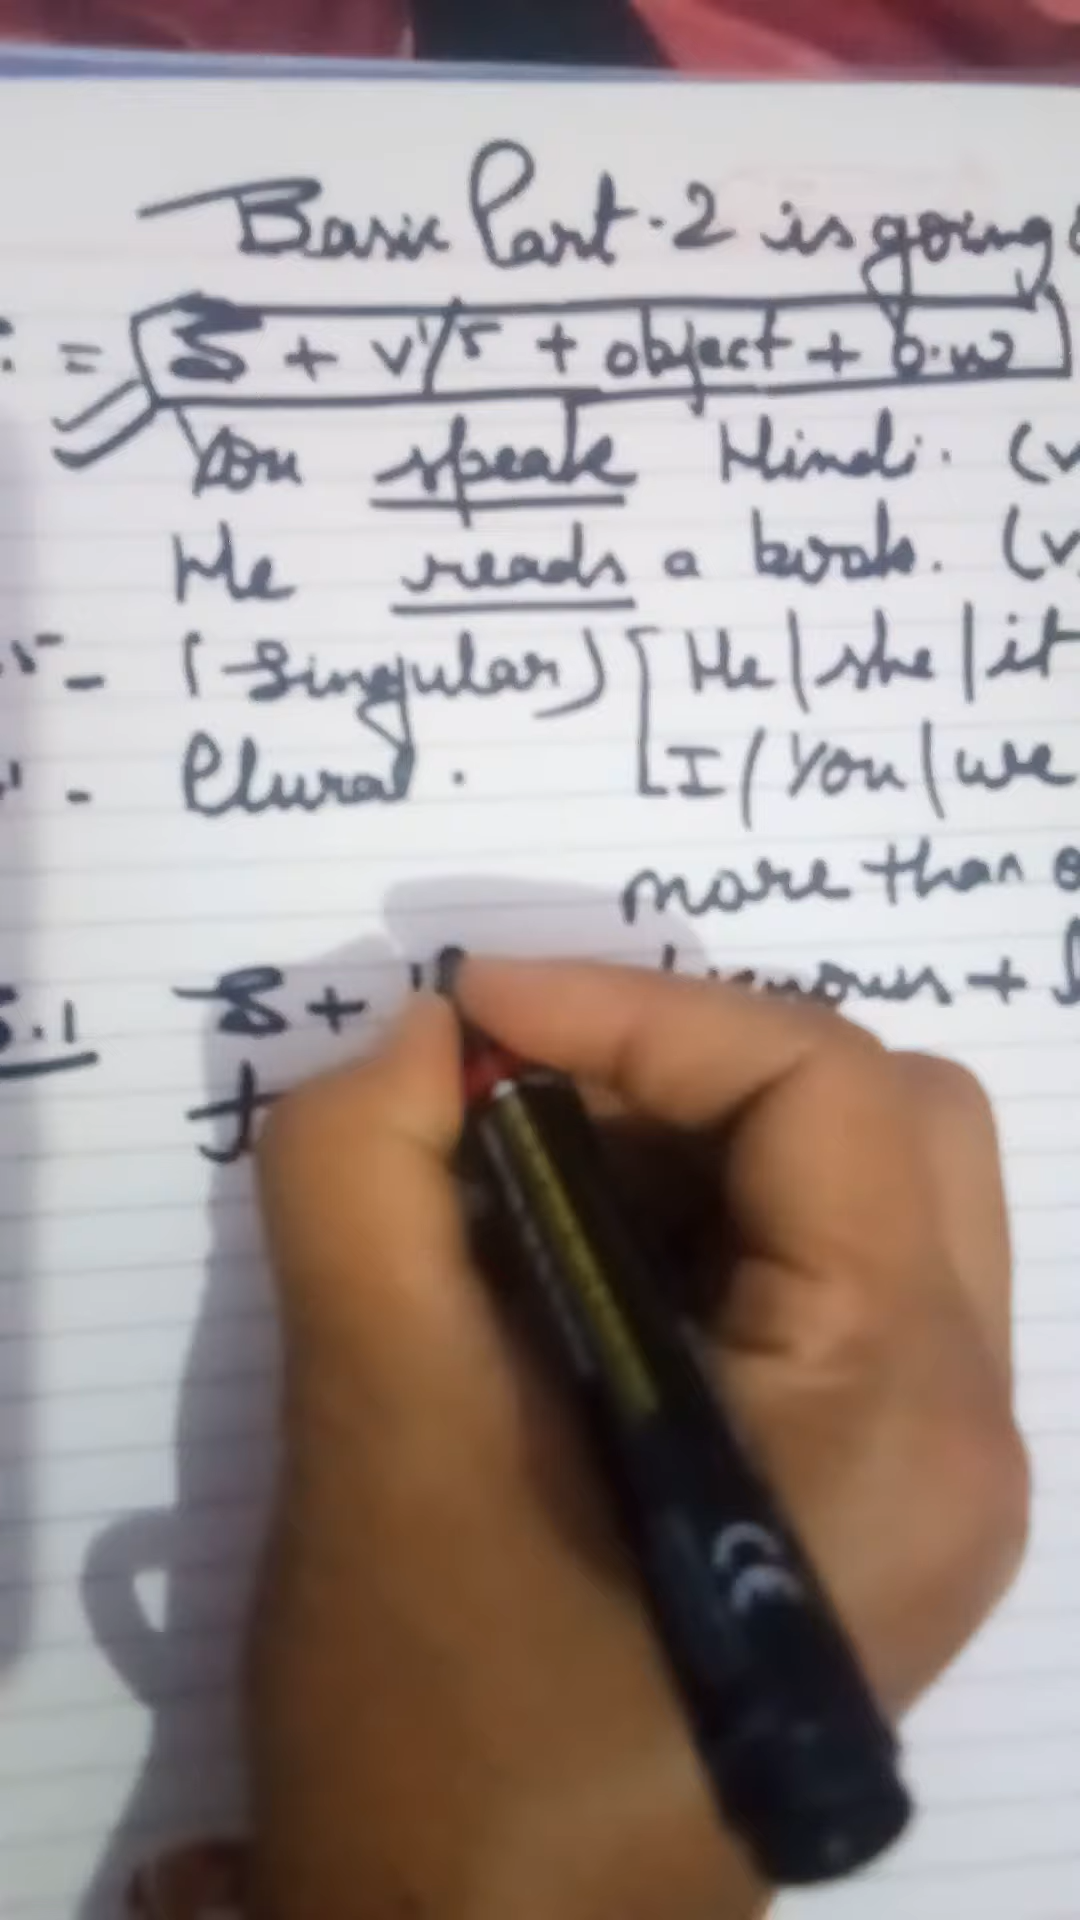 Basic Part-2 is going
= S + v¹/⁵ + object + o.w
You speak Hindi. (v
He reads a book. (v
- (Singular) [He/she/it
- Plural. [I/You/we
more than
S +